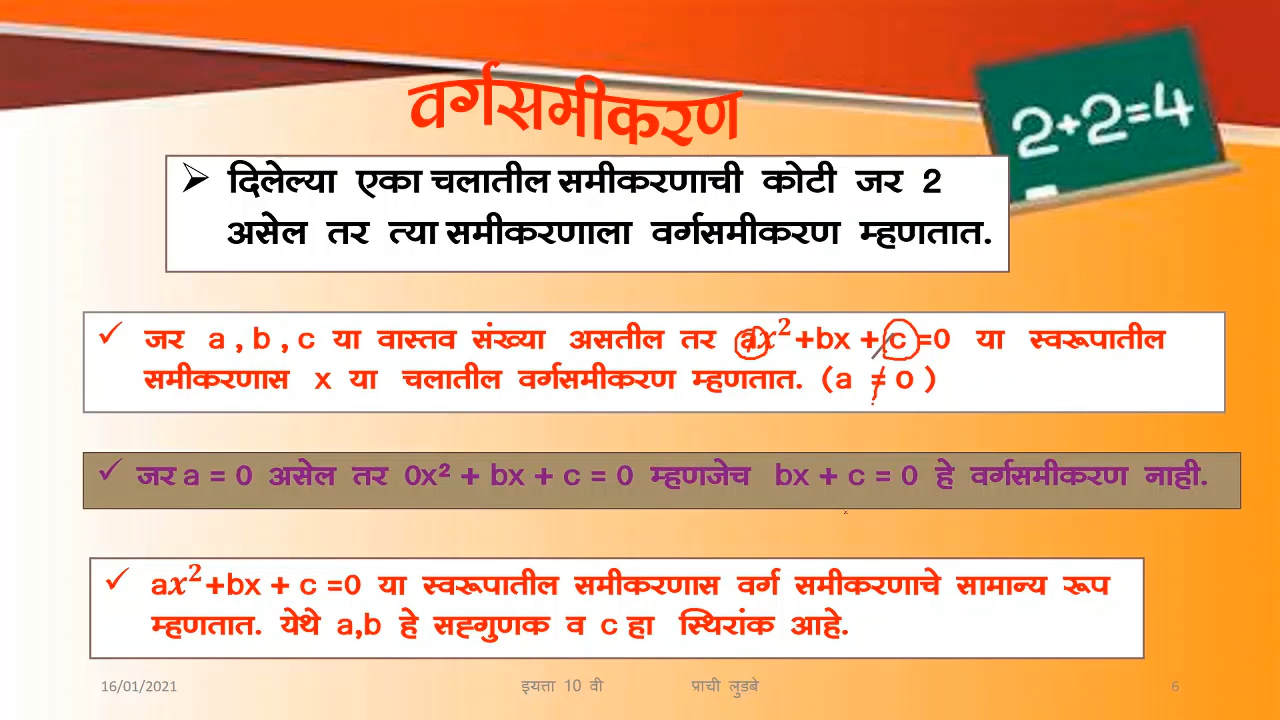 वर्गसमीकरण
2+2=4
➢ दिलेल्या एका चलातील समीकरणाची कोटी जर 2
असेल तर त्या समीकरणाला वर्गसमीकरण म्हणतात.
✓ जर a , b , c या वास्तव संख्या असतील तर ax²+bx + c =0 या स्वरूपातील
समीकरणास x या चलातील वर्गसमीकरण म्हणतात. (a ≠ 0 )
✓ जर a = 0 असेल तर 0x² + bx + c = 0 म्हणजेच bx + c = 0 हे वर्गसमीकरण नाही.
✓ ax²+bx + c =0 या स्वरूपातील समीकरणास वर्ग समीकरणाचे सामान्य रूप
म्हणतात. येथे a,b हे सह्गुणक व c हा स्थिरांक आहे.
16/01/2021 इयत्ता 10 वी प्राची लुडबे 6